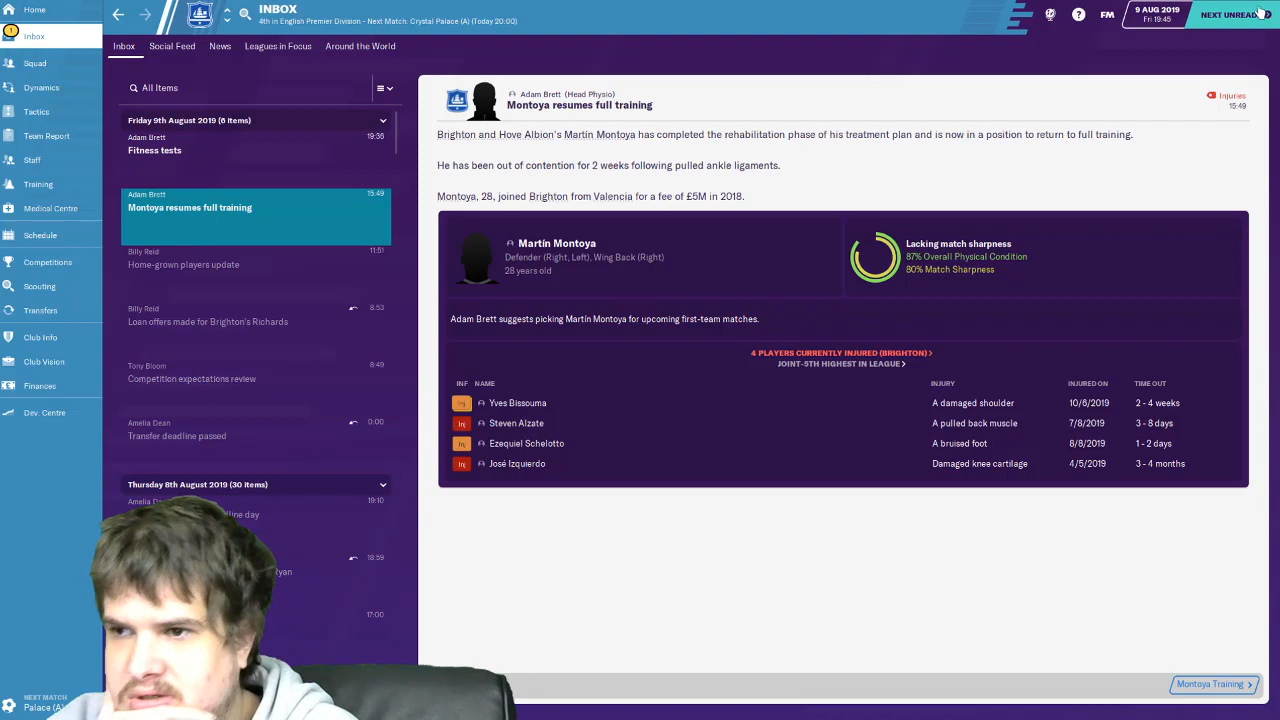 Home
INBOX
4th in English Premier Division - Next Match: Crystal Palace (A) (Today 20:00)
FM
9 AUG 2019
Fri 19:45
NEXT UNREAD
Inbox
Squad
Dynamics
Tactics
Team Report
Staff
Training
Medical Centre
Schedule
Competitions
Scouting
Transfers
Club Info
Club Vision
Finances
Dev. Centre
NEXT MATCH
Palace (A)
Inbox
Social Feed
News
Leagues in Focus
Around the World
All Items
Friday 9th August 2019 (6 Items)
Adam Brett 19:36
Fitness tests
Adam Brett 15:49
Montoya resumes full training
Billy Reid 11:51
Home-grown players update
Billy Reid 8:53
Loan offers made for Brighton's Richards
Tony Bloom 8:49
Competition expectations review
Amelia Dean 0:00
Transfer deadline passed
Thursday 8th August 2019 (30 Items)
Amelia 19:10
day
18:59
17:00
Adam Brett (Head Physio)
Montoya resumes full training
Injuries
15:49
Brighton and Hove Albion's Martin Montoya has completed the rehabilitation phase of his treatment plan and is now in a position to return to full training.
He has been out of contention for 2 weeks following pulled ankle ligaments.
Montoya, 28, joined Brighton from Valencia for a fee of £5M in 2018.
Martín Montoya
Defender (Right, Left), Wing Back (Right)
28 years old
Lacking match sharpness
87% Overall Physical Condition
80% Match Sharpness
Adam Brett suggests picking Martín Montoya for upcoming first-team matches.
4 PLAYERS CURRENTLY INJURED (BRIGHTON)
JOINT-5TH HIGHEST IN LEAGUE
INF NAME INJURY INJURED ON TIME OUT
Inj Yves Bissouma A damaged shoulder 10/6/2019 2 - 4 weeks
Inj Steven Alzate A pulled back muscle 7/8/2019 3 - 8 days
Inj Ezequiel Schelotto A bruised foot 8/8/2019 1 - 2 days
Inj José Izquierdo Damaged knee cartilage 4/5/2019 3 - 4 months
Montoya Training